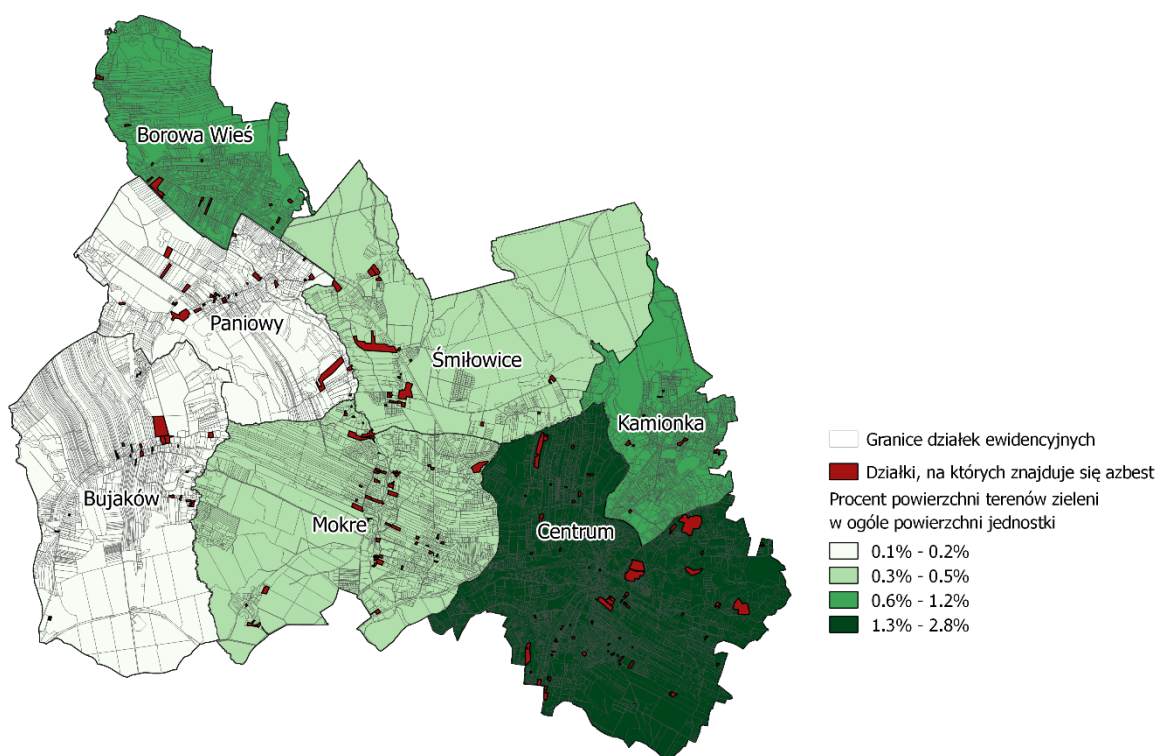 Borowa Wieś
Paniowy
Śmiłowice
Kamionka
Bujaków
Mokre
Centrum
Granice działek ewidencyjnych
Działki, na których znajduje się azbest
Procent powierzchni terenów zieleni
w ogóle powierzchni jednostki
0.1% - 0.2%
0.3% - 0.5%
0.6% - 1.2%
1.3% - 2.8%